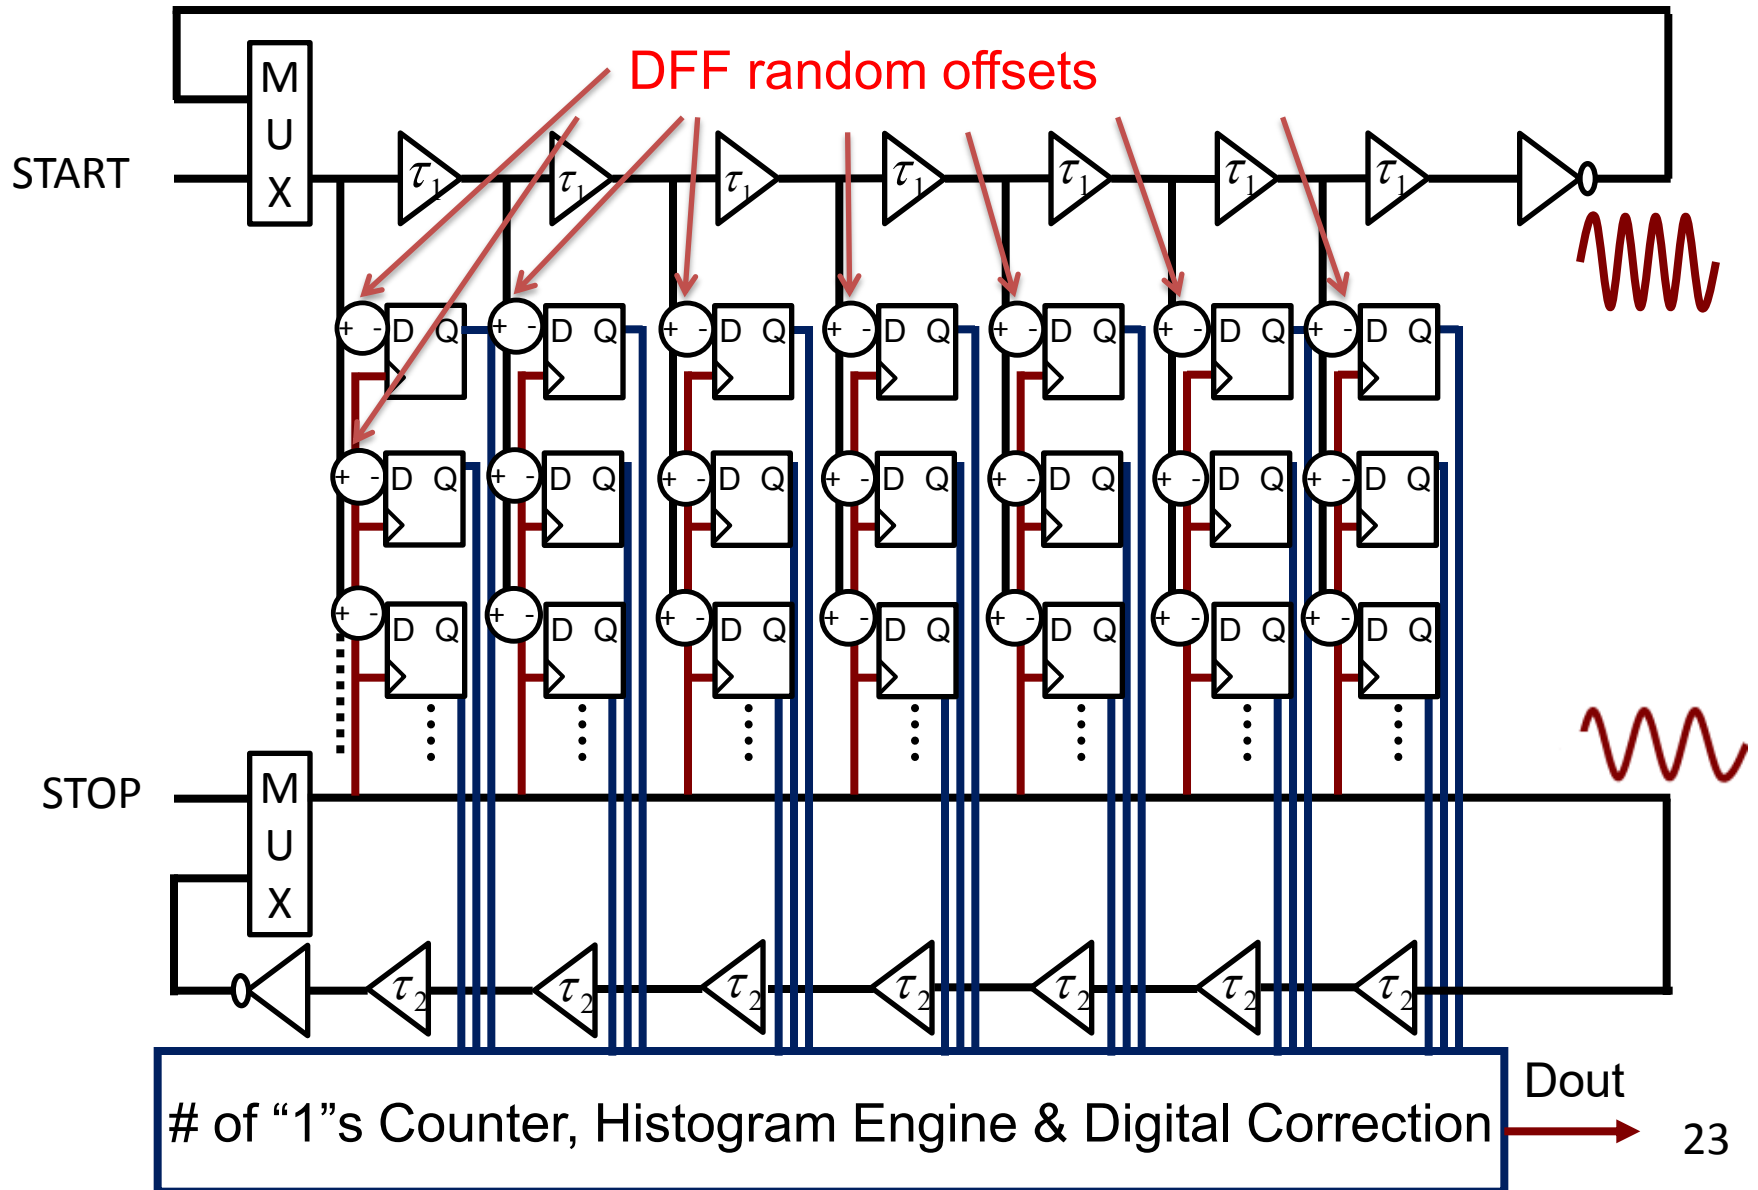 DFF random offsets
M
U
X
START
τ1 τ1 τ1 τ1 τ1 τ1 τ1
+ - + - + - + - + - + - + -
D Q D Q D Q D Q D Q D Q D Q
+ - + - + - + - + - + - + -
D Q D Q D Q D Q D Q D Q D Q
+ - + - + - + - + - + - + -
D Q D Q D Q D Q D Q D Q D Q
STOP
M
U
X
τ2 τ2 τ2 τ2 τ2 τ2 τ2
# of “1”s Counter, Histogram Engine & Digital Correction
Dout
23